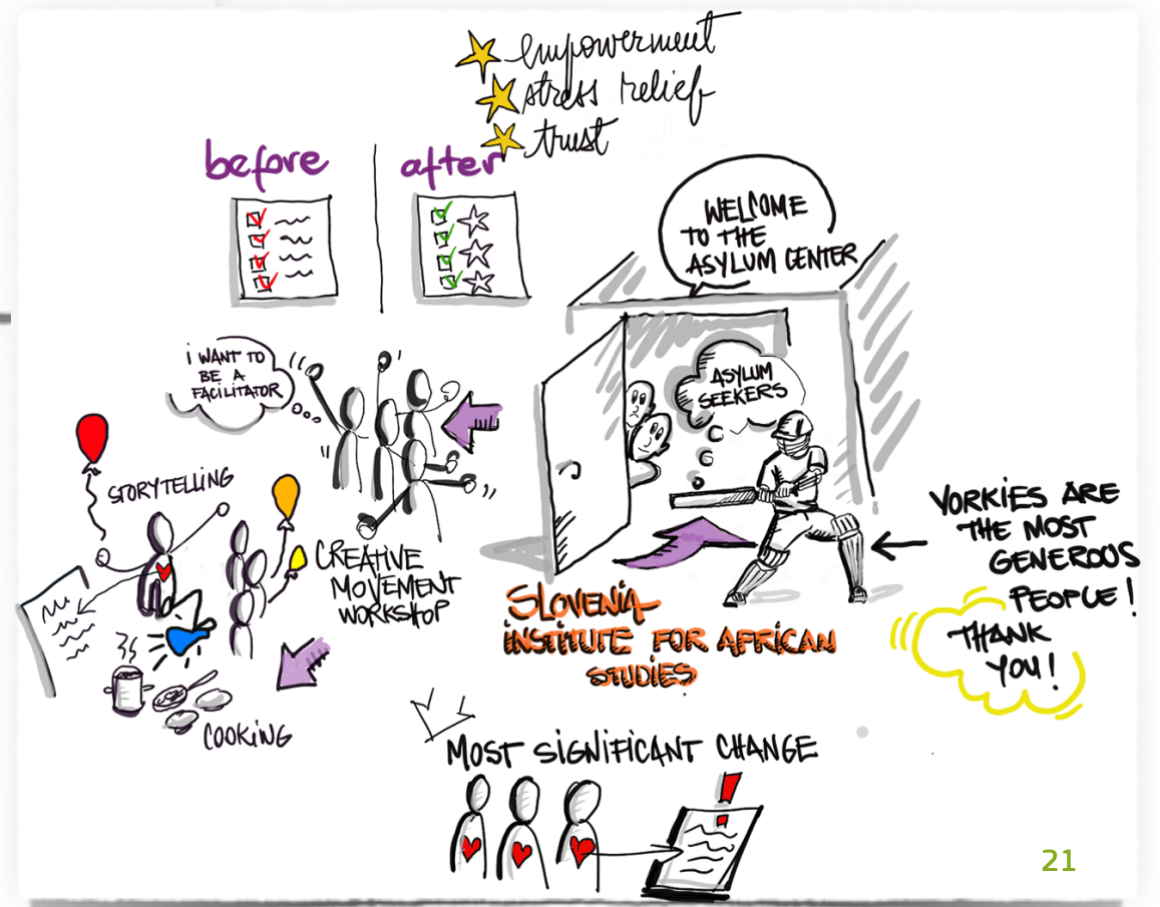 empowerment
stress relief
trust
before
after
WELCOME
TO THE
ASYLUM CENTER
I WANT TO
BE A
FACILITATOR
ASYLUM
SEEKERS
STORYTELLING
CREATIVE
MOVEMENT
WORKSHOP
COOKING
SLOVENIA
INSTITUTE FOR AFRICAN
STUDIES
YORKIES ARE
THE MOST
GENEROUS
PEOPLE!
THANK
YOU!
MOST SIGNIFICANT CHANGE
21